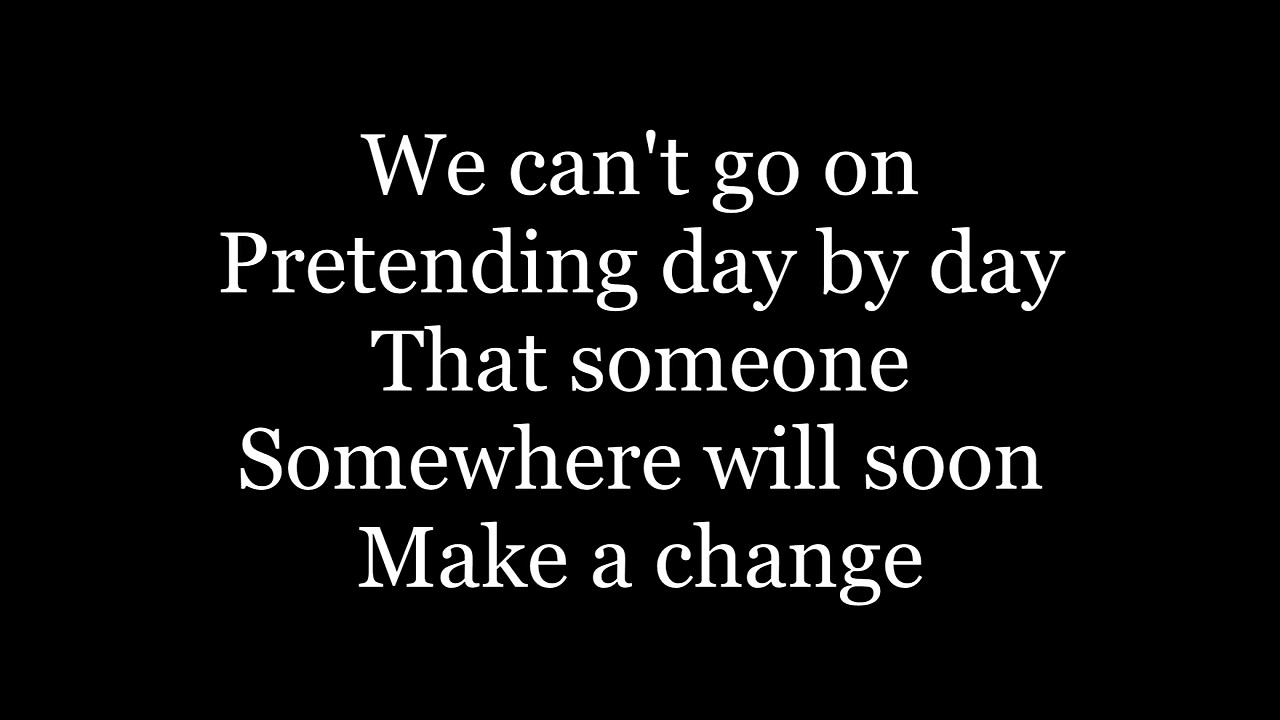 We can't go on
Pretending day by day
That someone
Somewhere will soon
Make a change